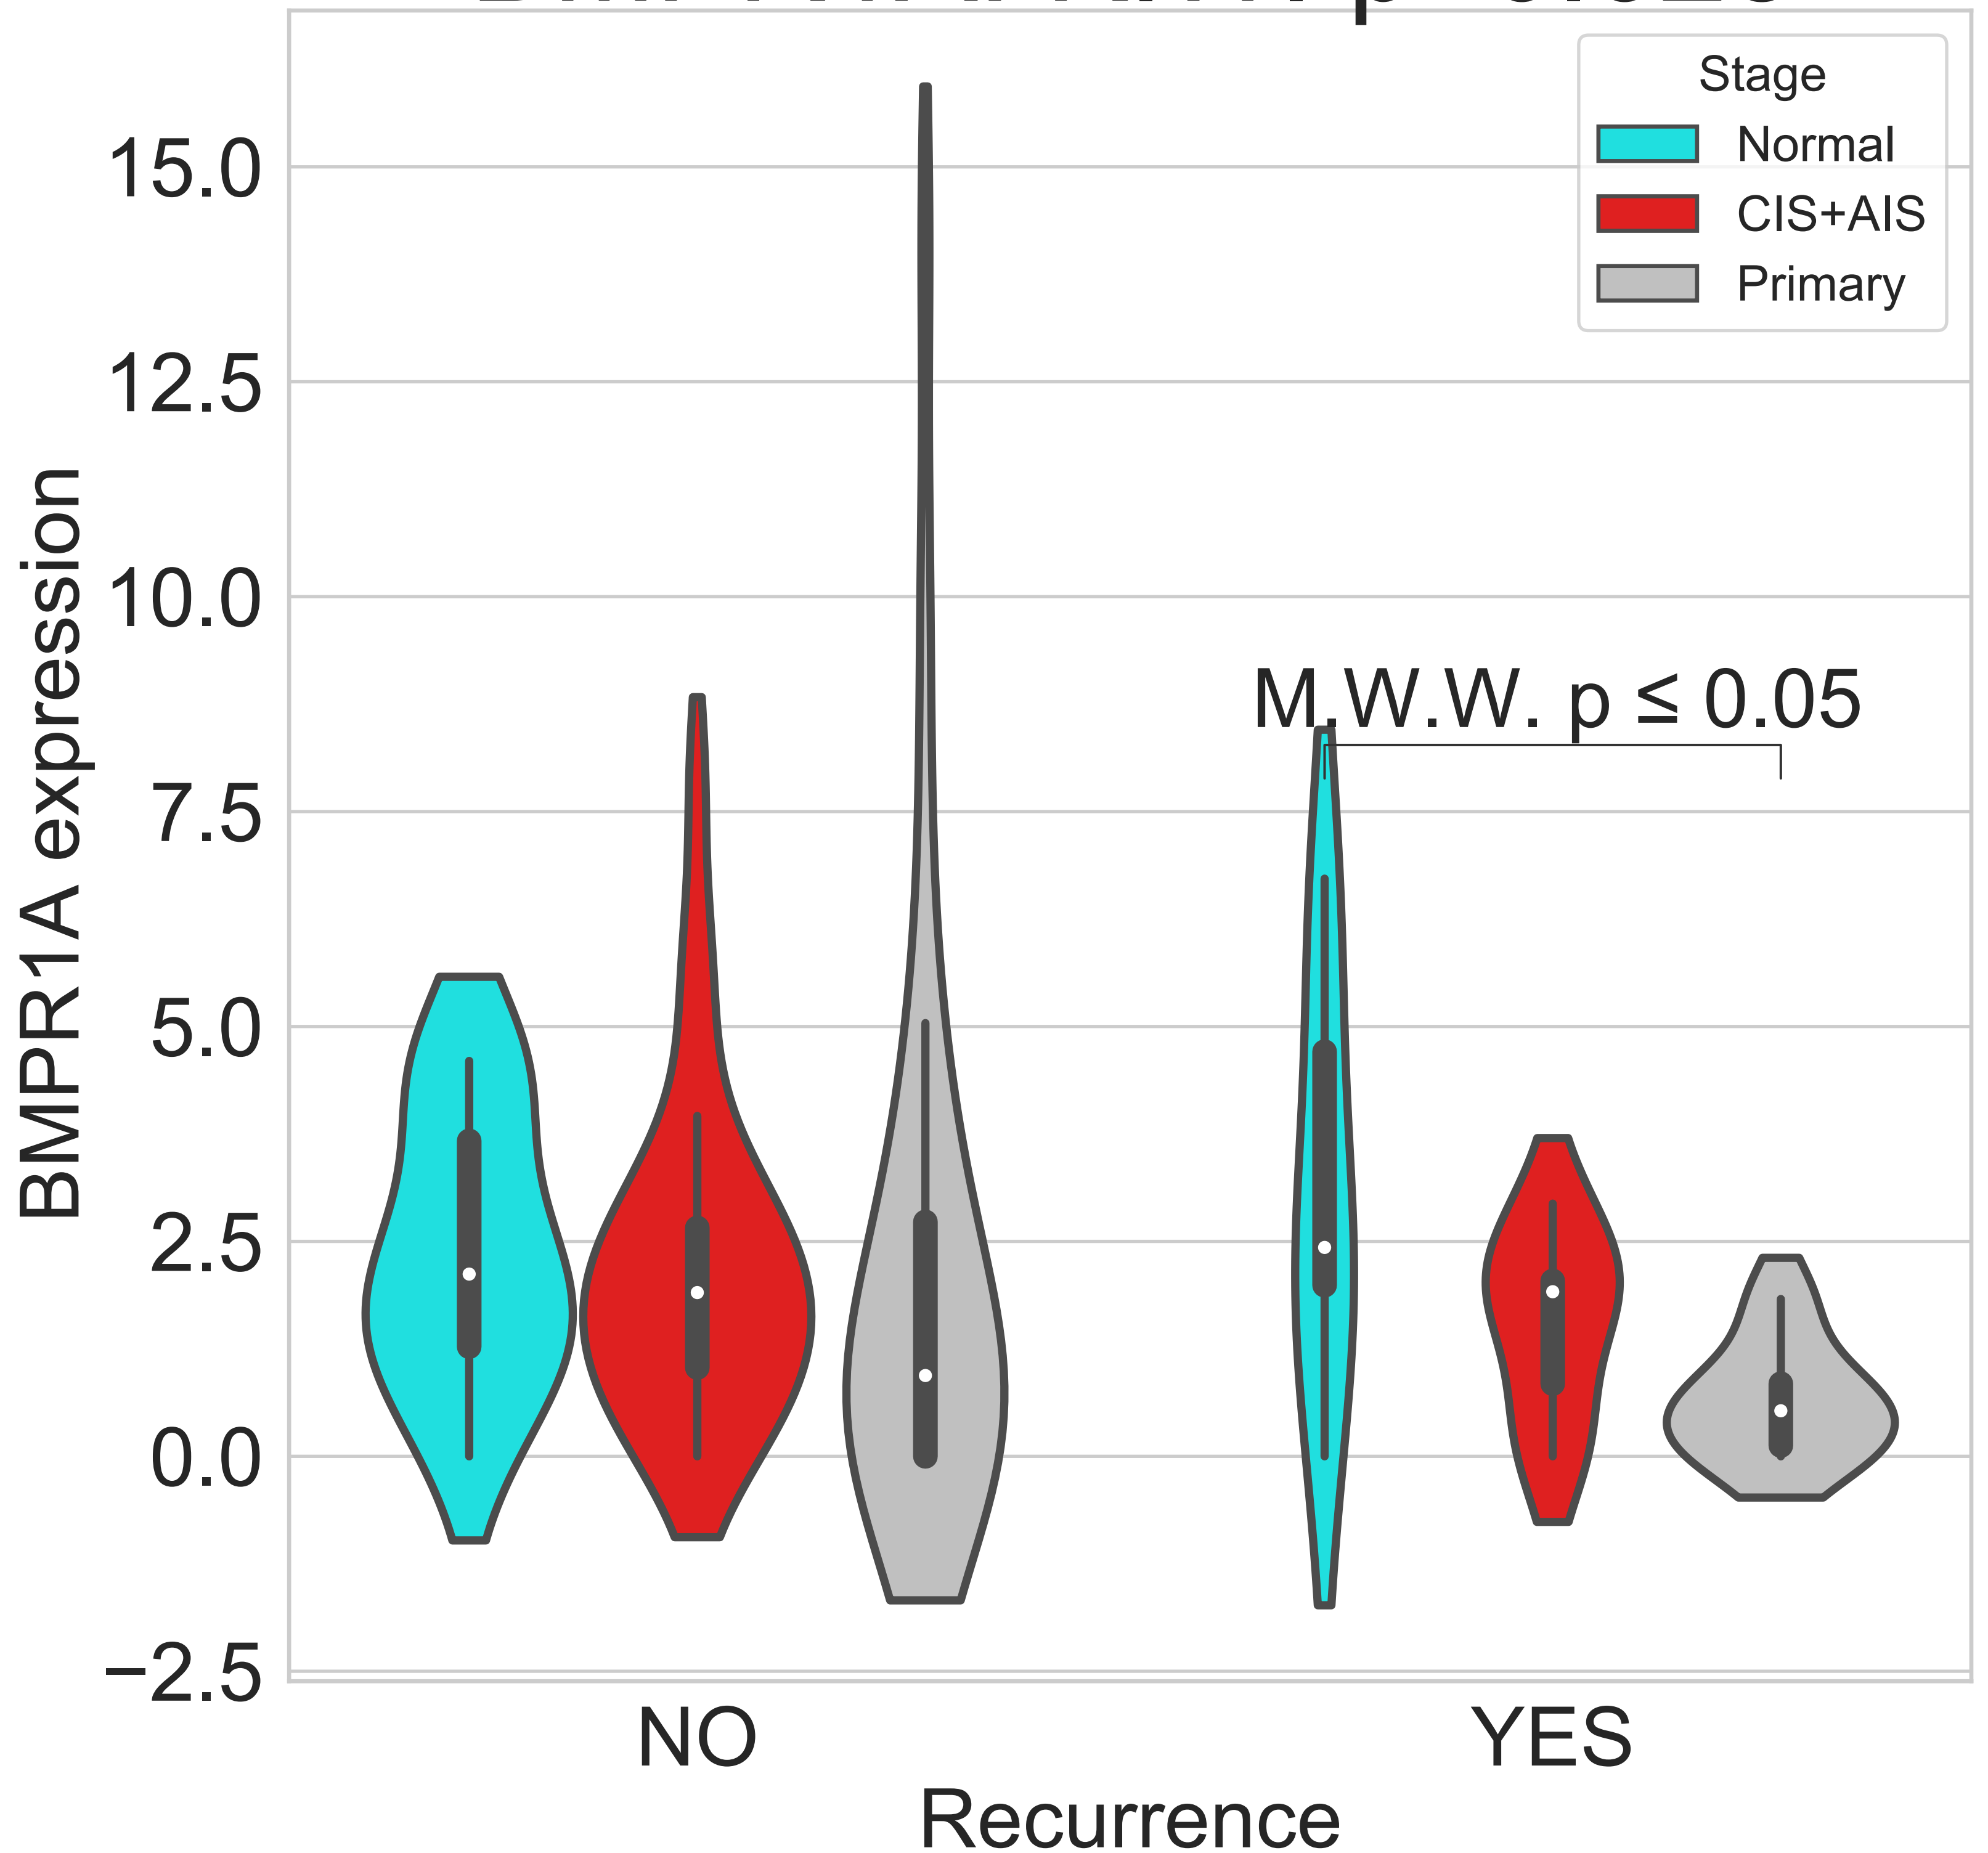 Stage
Normal
CIS+AIS
Primary
15.0
12.5
10.0
7.5
5.0
2.5
0.0
−2.5
BMPR1A expression
M.W.W. p ≤ 0.05
NO
YES
Recurrence